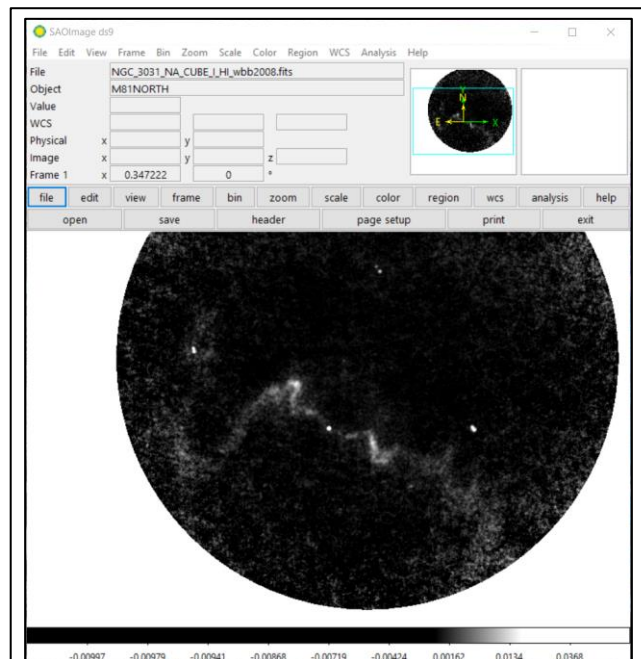 SAOImage ds9
File Edit View Frame Bin Zoom Scale Color Region WCS Analysis Help
File NGC_3031_NA_CUBE_I_HI_wbb2008.fits
Object M81NORTH
Value
WCS
Physical x y
Image x y z
Frame 1 x 0.347222 0 °
N
E X
file edit view frame bin zoom scale color region wcs analysis help
open save header page setup print exit
-0.00997 -0.00979 -0.00941 -0.00868 -0.00719 -0.00424 0.00162 0.0134 0.0368